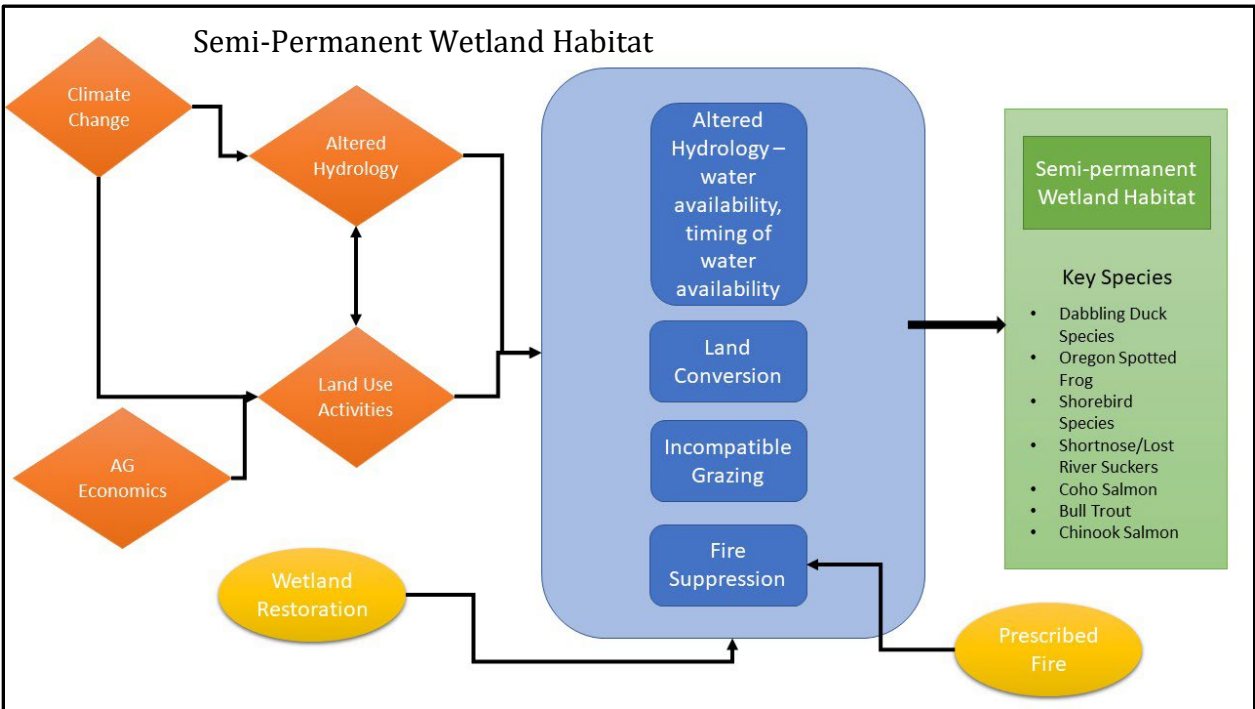 Semi-Permanent Wetland Habitat
Climate
Change
Altered
Hydrology
Land Use
Activities
AG
Economics
Wetland
Restoration
Altered
Hydrology –
water
availability,
timing of
water
availability
Land
Conversion
Incompatible
Grazing
Fire
Suppression
Prescribed
Fire
Semi-permanent
Wetland Habitat
Key Species
• Dabbling Duck
Species
• Oregon Spotted
Frog
• Shorebird
Species
• Shortnose/Lost
River Suckers
• Coho Salmon
• Bull Trout
• Chinook Salmon